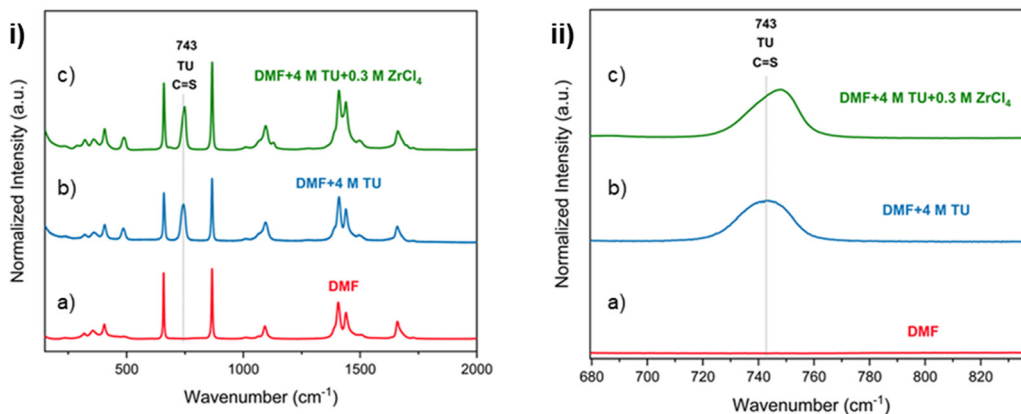 i)
743
TU
C=S
c)
DMF+4 M TU+0.3 M ZrCl₄
b)
DMF+4 M TU
a)
DMF
Normalized Intensity (a.u.)
500
1000
1500
2000
Wavenumber (cm⁻¹)
ii)
743
TU
C=S
c)
DMF+4 M TU+0.3 M ZrCl₄
b)
DMF+4 M TU
a)
DMF
Normalized Intensity (a.u.)
680
700
720
740
760
780
800
820
Wavenumber (cm⁻¹)